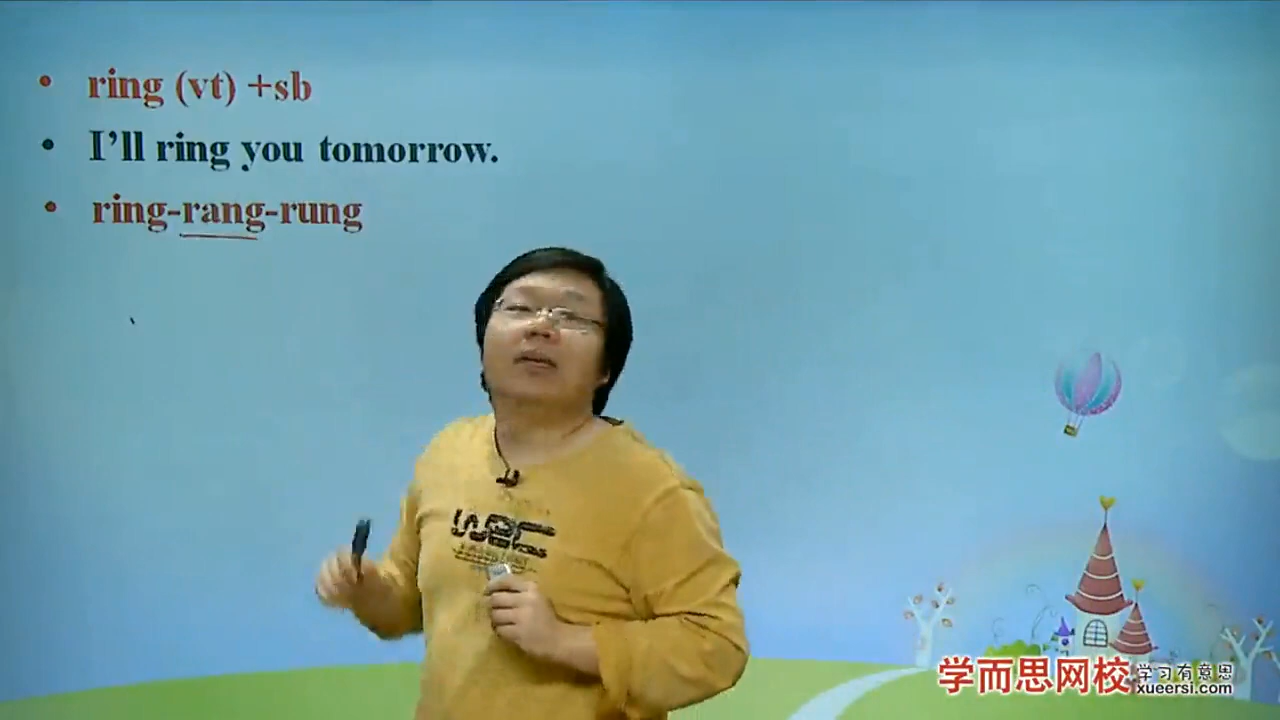 • ring (vt) +sb
• I’ll ring you tomorrow.
• ring-rang-rung
学而思网校
学习有意思
xueersi.com